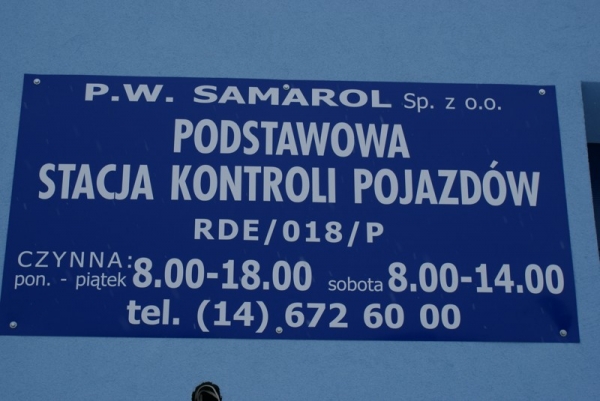 P.W. SAMAROL Sp. z o.o.
PODSTAWOWA
STACJA KONTROLI POJAZDÓW
RDE/018/P
CZYNNA:
pon. - piątek 8.00-18.00 sobota 8.00-14.00
tel. (14) 672 60 00